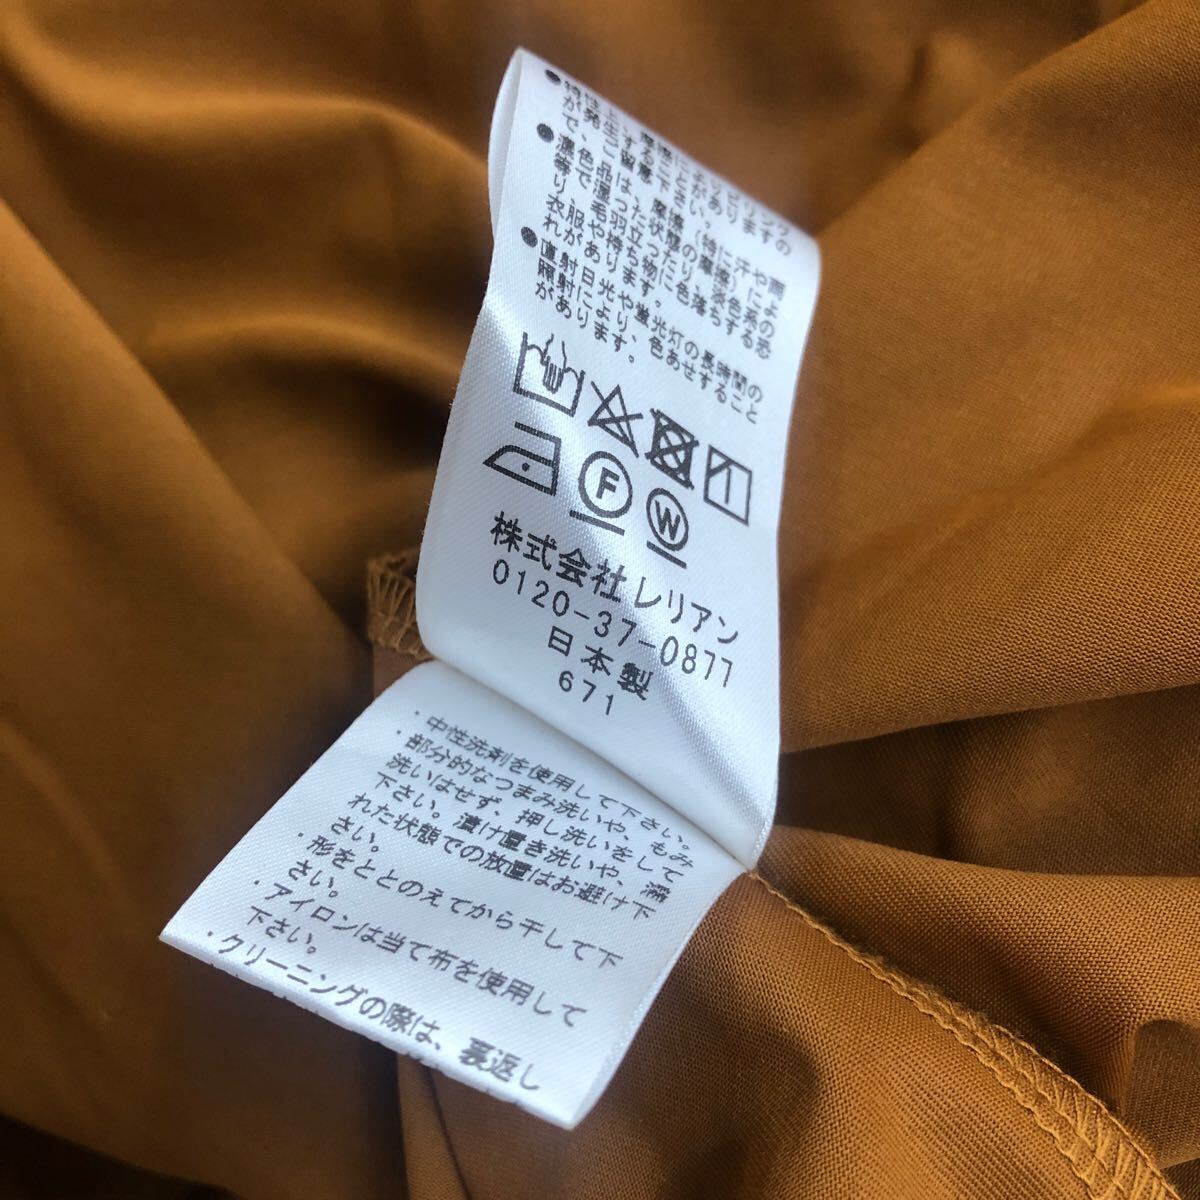 が発生する
で、ご留意下さい。
●濃色品は、摩擦(特に汗や雨
等で湿った状態の摩擦)によ
り、毛羽立ったり、色系の
衣服や持ち物に色落ちする恐
れがあります。
●直射日光や蛍光灯の長時間の
照射により、色あせすること
があります。
F
W
株式会社レリアン
0120-37-0877
日本製
671
・中性洗剤を使用して下さい。
・部分的なつまみ洗いや、もみ
洗いはせず、押し洗いをして
下さい。漬け置き洗いや、濡
れた状態での放置はお避け下
さい。
・形をととのえてから干して下
さい。
・アイロンは当て布を使用して
下さい。
・クリーニングの際は、裏返し